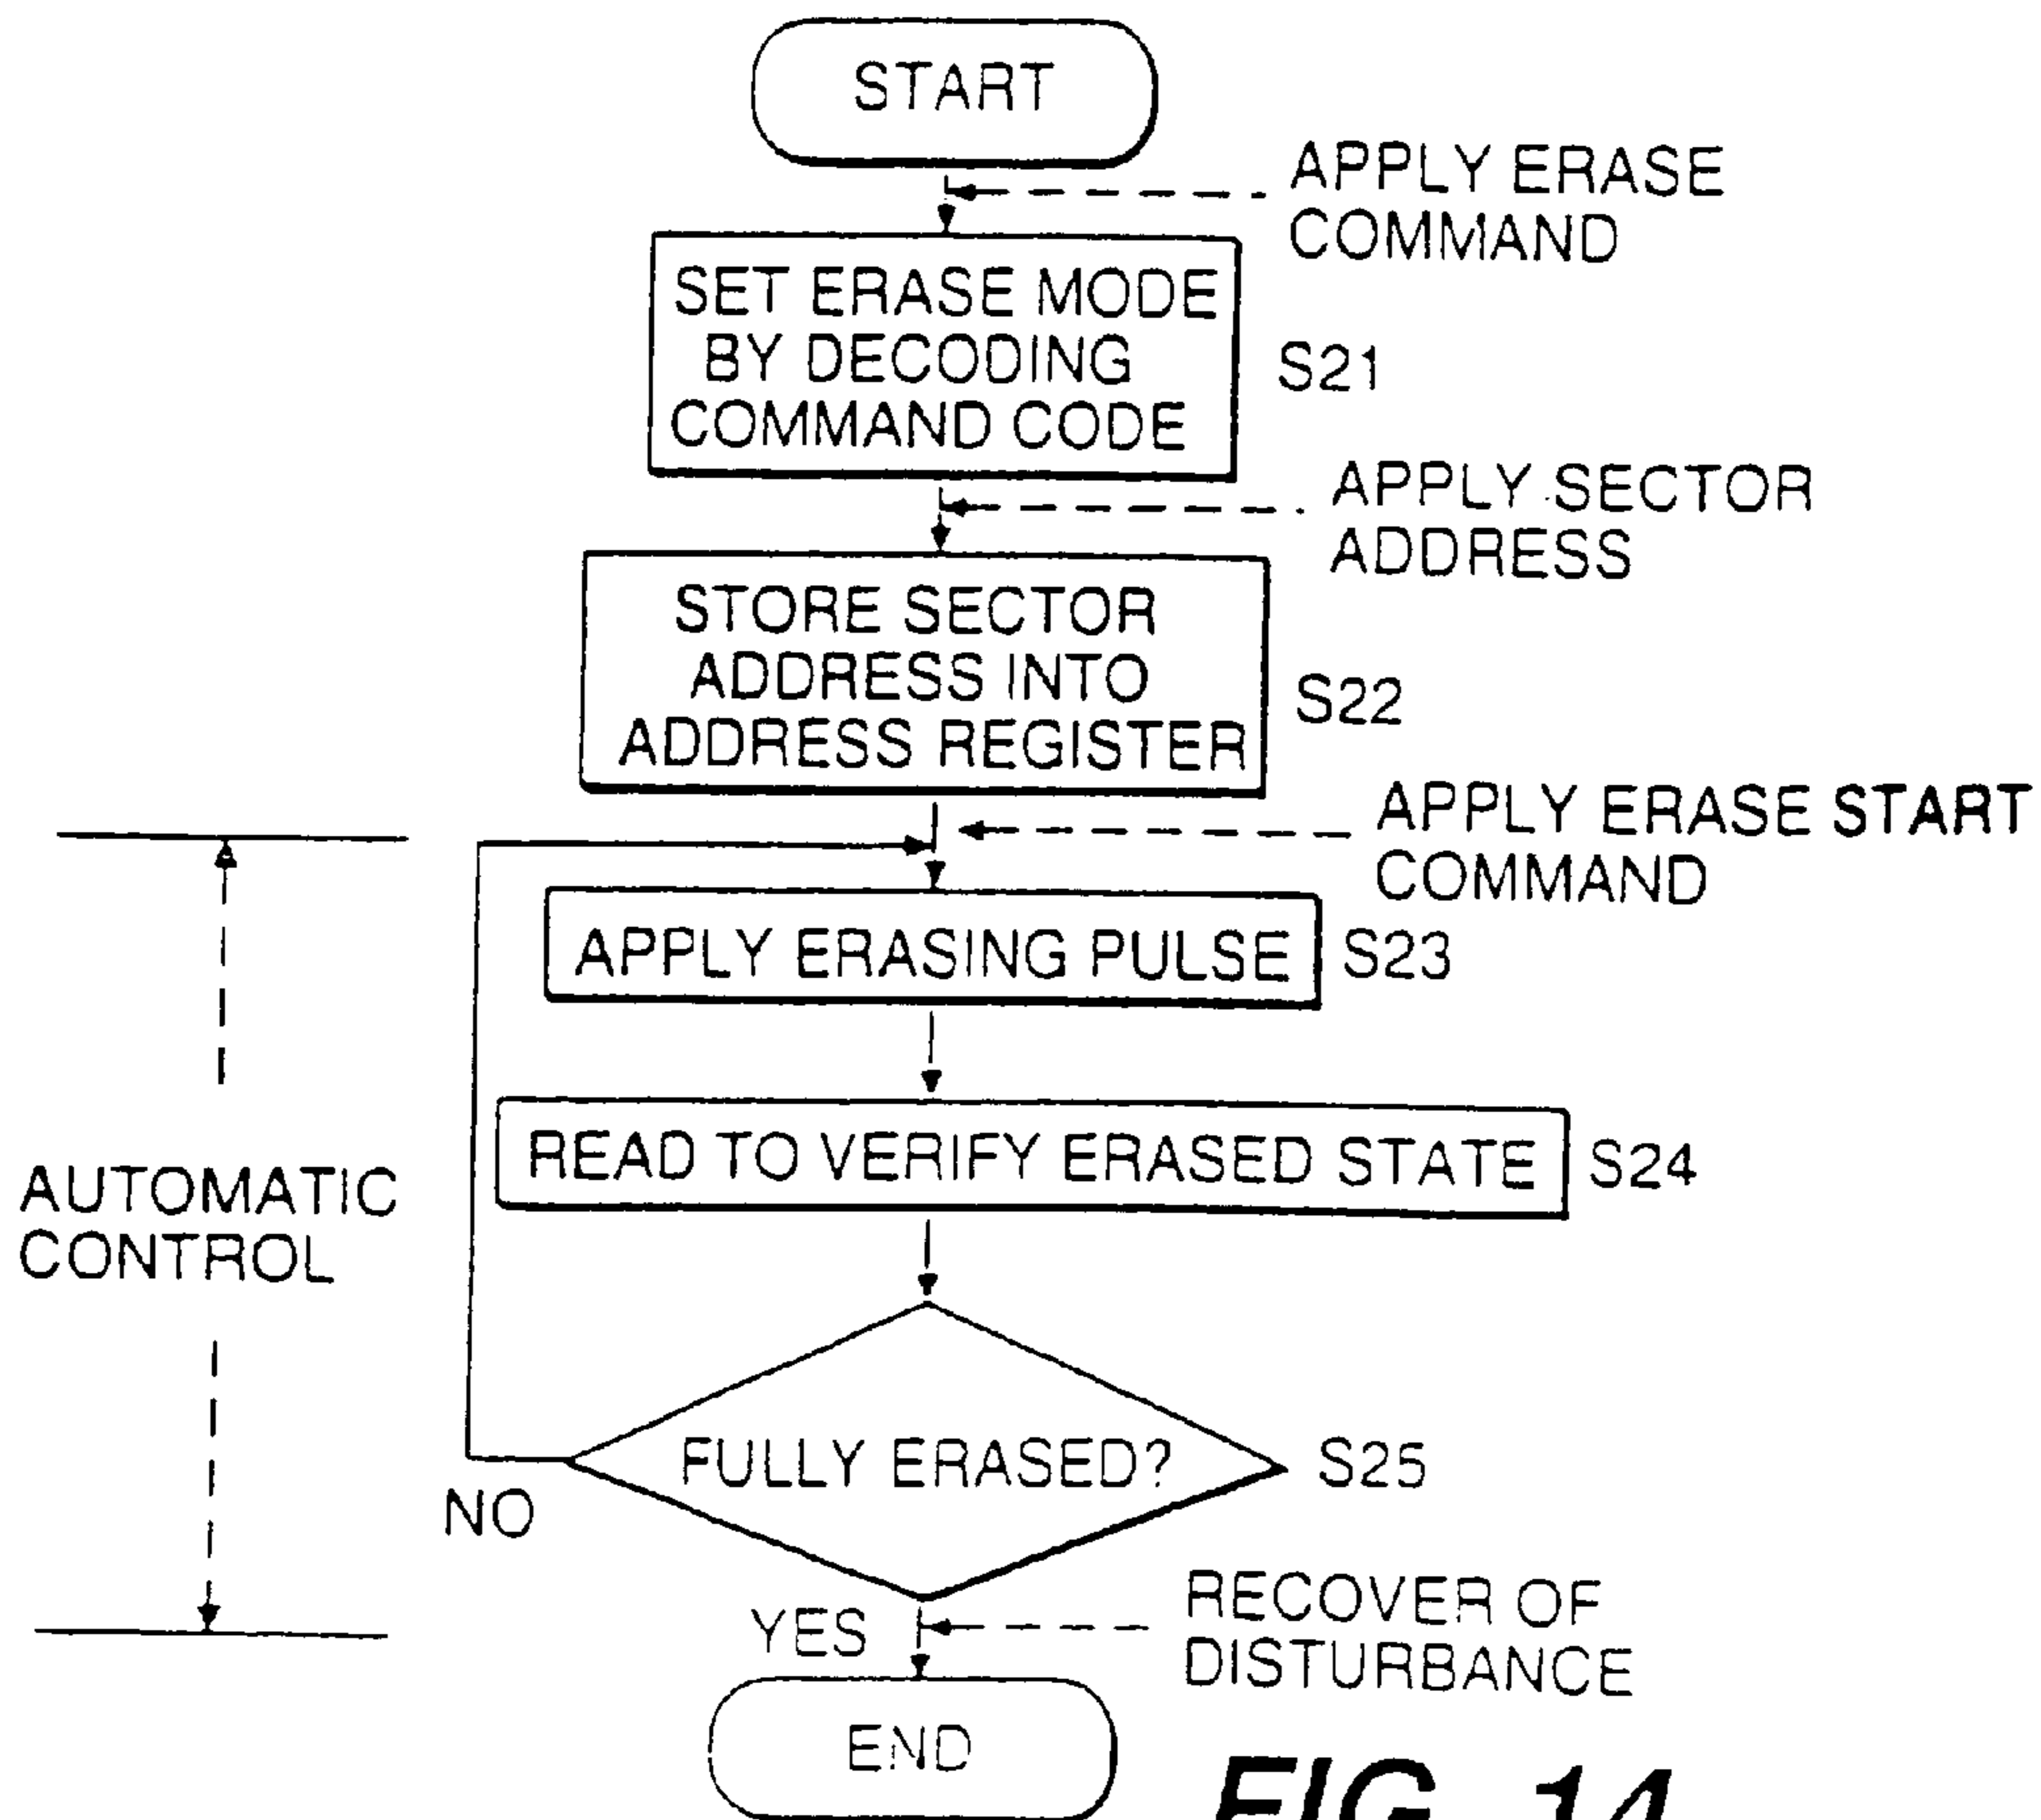 START
APPLY ERASE
COMMAND
SET ERASE MODE
BY DECODING
COMMAND CODE
S21
APPLY SECTOR
ADDRESS
STORE SECTOR
ADDRESS INTO
ADDRESS REGISTER
S22
APPLY ERASE START
COMMAND
APPLY ERASING PULSE
S23
READ TO VERIFY ERASED STATE
S24
AUTOMATIC
CONTROL
FULLY ERASED?
S25
NO
YES
RECOVER OF
DISTURBANCE
END
FIG. 14